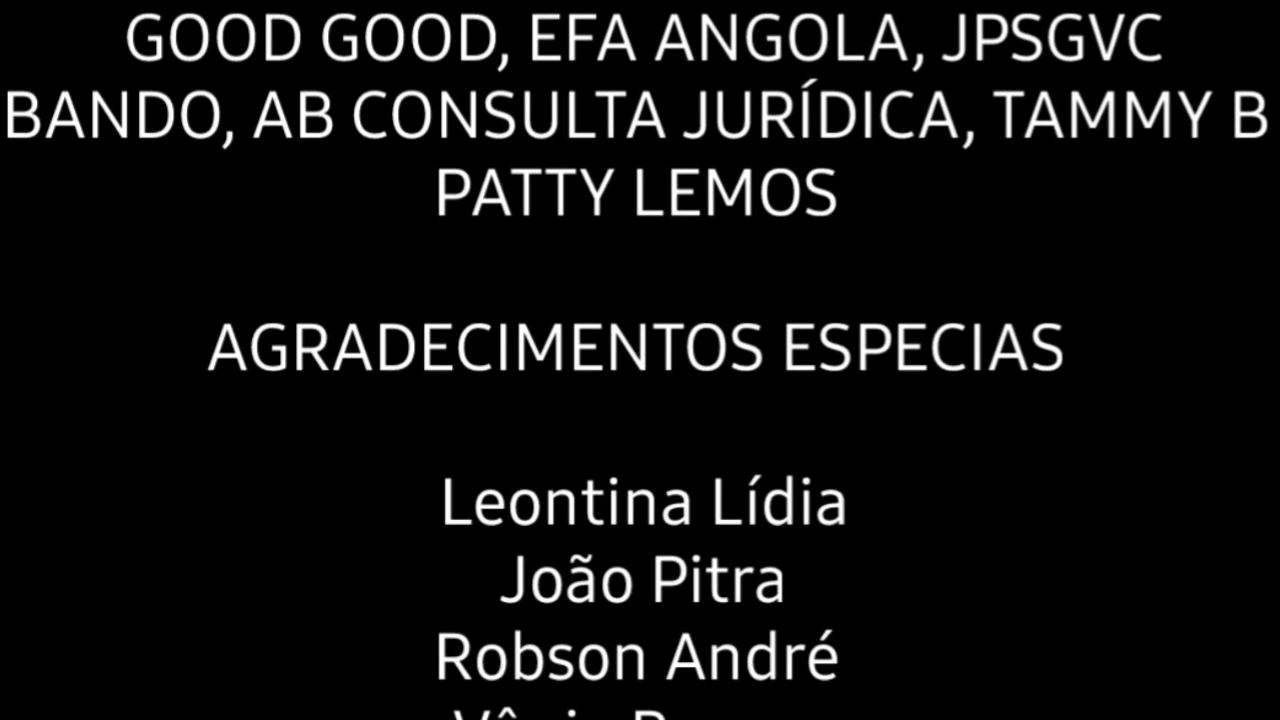 GOOD GOOD, EFA ANGOLA, JPSGVC
BANDO, AB CONSULTA JURÍDICA, TAMMY B
PATTY LEMOS
AGRADECIMENTOS ESPECIAS
Leontina Lídia
João Pitra
Robson André